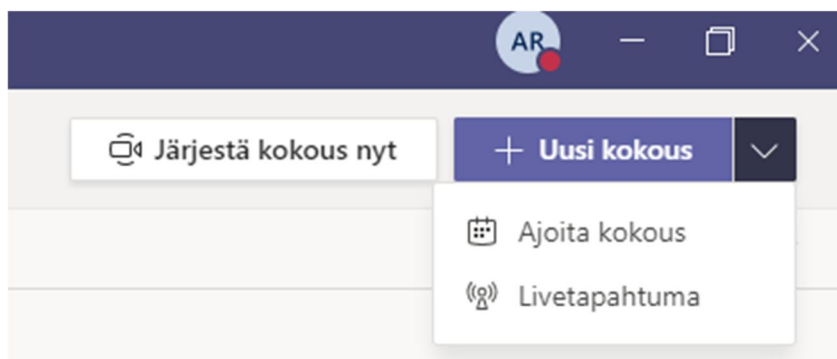 AR
Järjestä kokous nyt
Uusi kokous
Ajoita kokous
Livetapahtuma